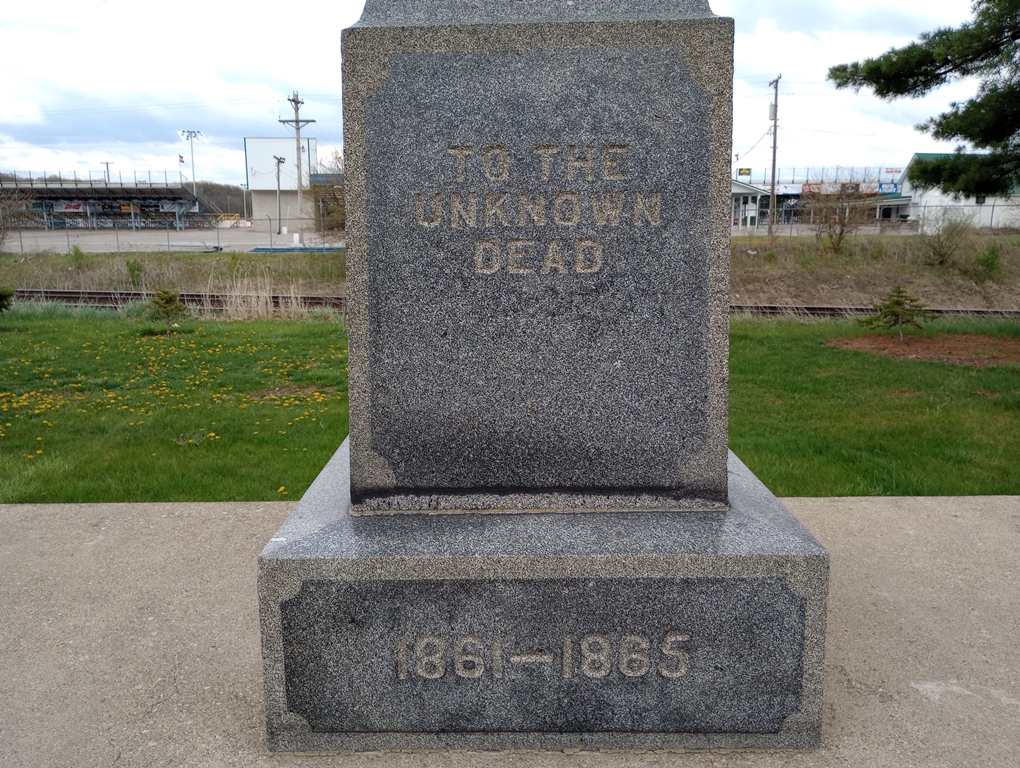 TO THE
UNKNOWN
DEAD
1861—1865